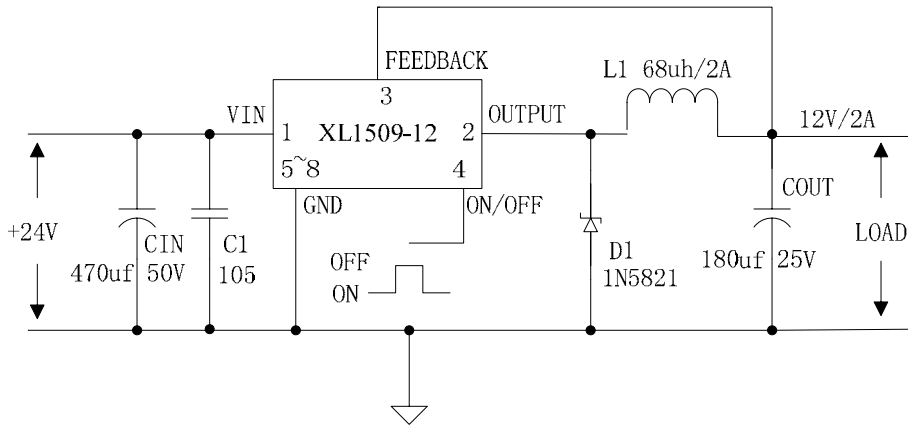 FEEDBACK
L1 68uh/2A
3
VIN
OUTPUT
1 XL1509-12 2
12V/2A
5~8
4
GND
ON/OFF
COUT
+24V
CIN
C1
OFF
D1
LOAD
470uf 50V
105
1N5821
180uf 25V
ON